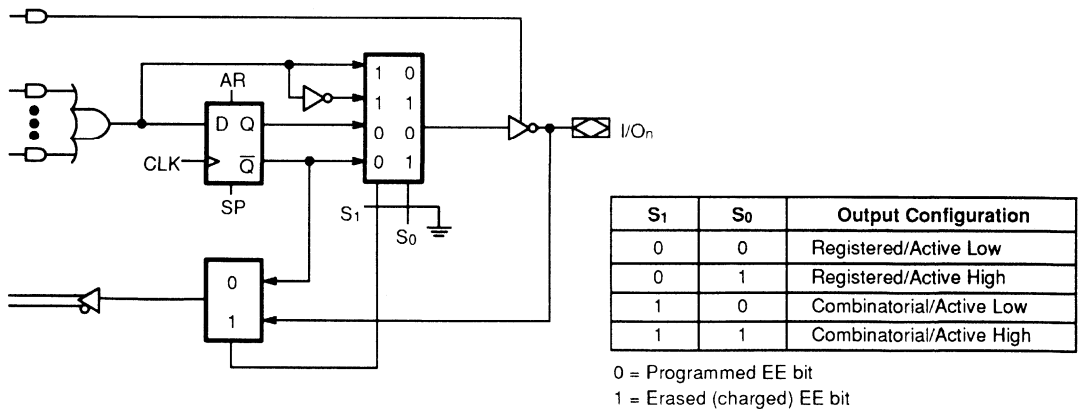 AR
D Q
CLK
Q̅
SP
1 0
1 1
0 0
0 1
S1
S0
I/On
0
1
S1 S0 Output Configuration
0 0 Registered/Active Low
0 1 Registered/Active High
1 0 Combinatorial/Active Low
1 1 Combinatorial/Active High
0 = Programmed EE bit
1 = Erased (charged) EE bit